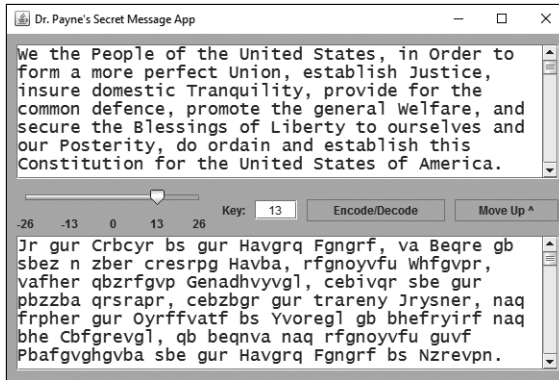 Dr. Payne's Secret Message App
We the People of the United States, in Order to
form a more perfect Union, establish Justice,
insure domestic Tranquility, provide for the
common defence, promote the general Welfare, and
secure the Blessings of Liberty to ourselves and
our Posterity, do ordain and establish this
Constitution for the United States of America.
-26 -13 0 13 26 Key: 13 Encode/Decode Move Up ^
Jr gur Crbcyr bs gur Havgrq Fgngrf, va Beqre gb
sbez n zber cresrpg Havba, rfgnoyvfu Whfgvpr,
vafher qbzrfgvp Genadhvyvgl, cebivqr sbe gur
pbzzba qrsrapr, cebzbgr gur trareny Jrysner, naq
frpher gur Oyrffvatf bs Yvoregl gb bhefryirf naq
bhe Cbfgrevgl, qb beqnva naq rfgnoyvfu guvf
Pbafgvghgvba sbe gur Havgrq Fgngrf bs Nzrevpn.